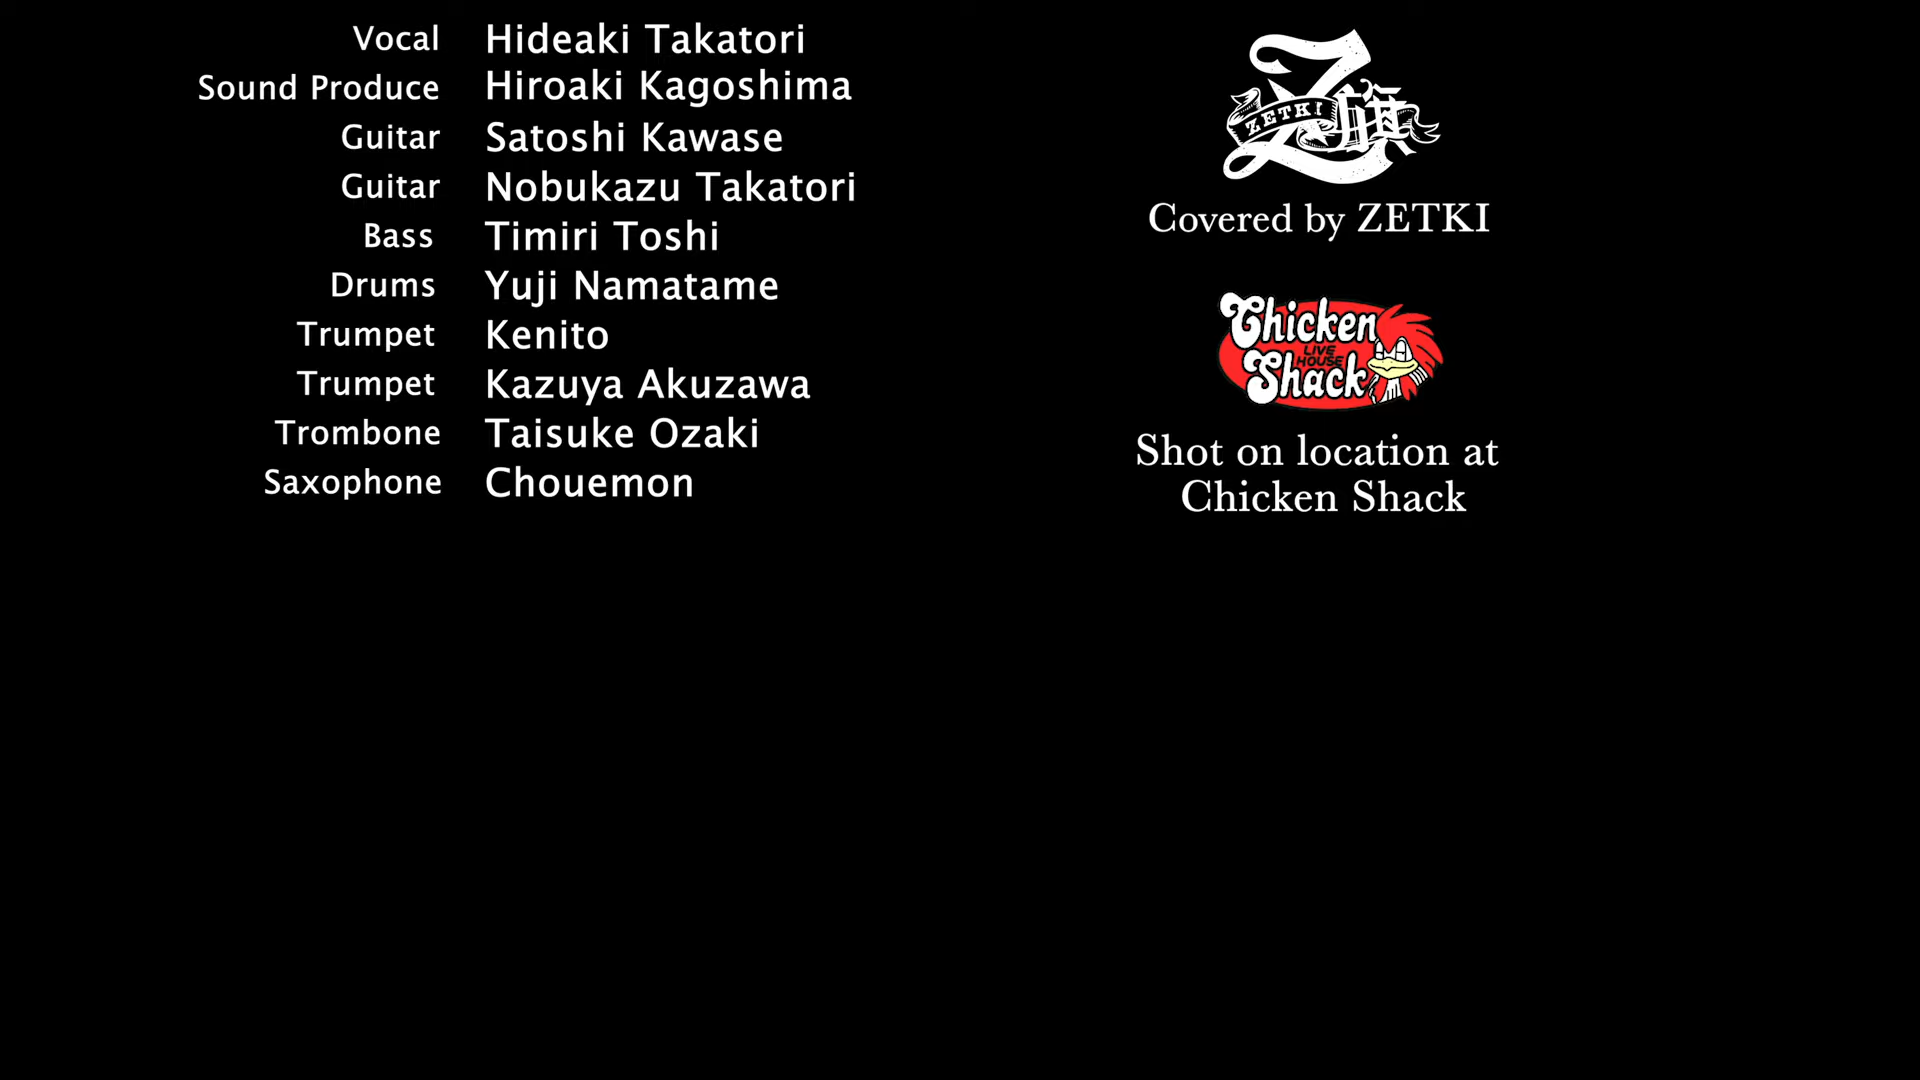 Vocal Hideaki Takatori
Sound Produce Hiroaki Kagoshima
Guitar Satoshi Kawase
Guitar Nobukazu Takatori
Bass Timiri Toshi
Drums Yuji Namatame
Trumpet Kenito
Trumpet Kazuya Akuzawa
Trombone Taisuke Ozaki
Saxophone Chouemon
Z旗
ZETKI
Covered by ZETKI
Chicken
LIVE
HOUSE
Shack
Shot on location at
Chicken Shack